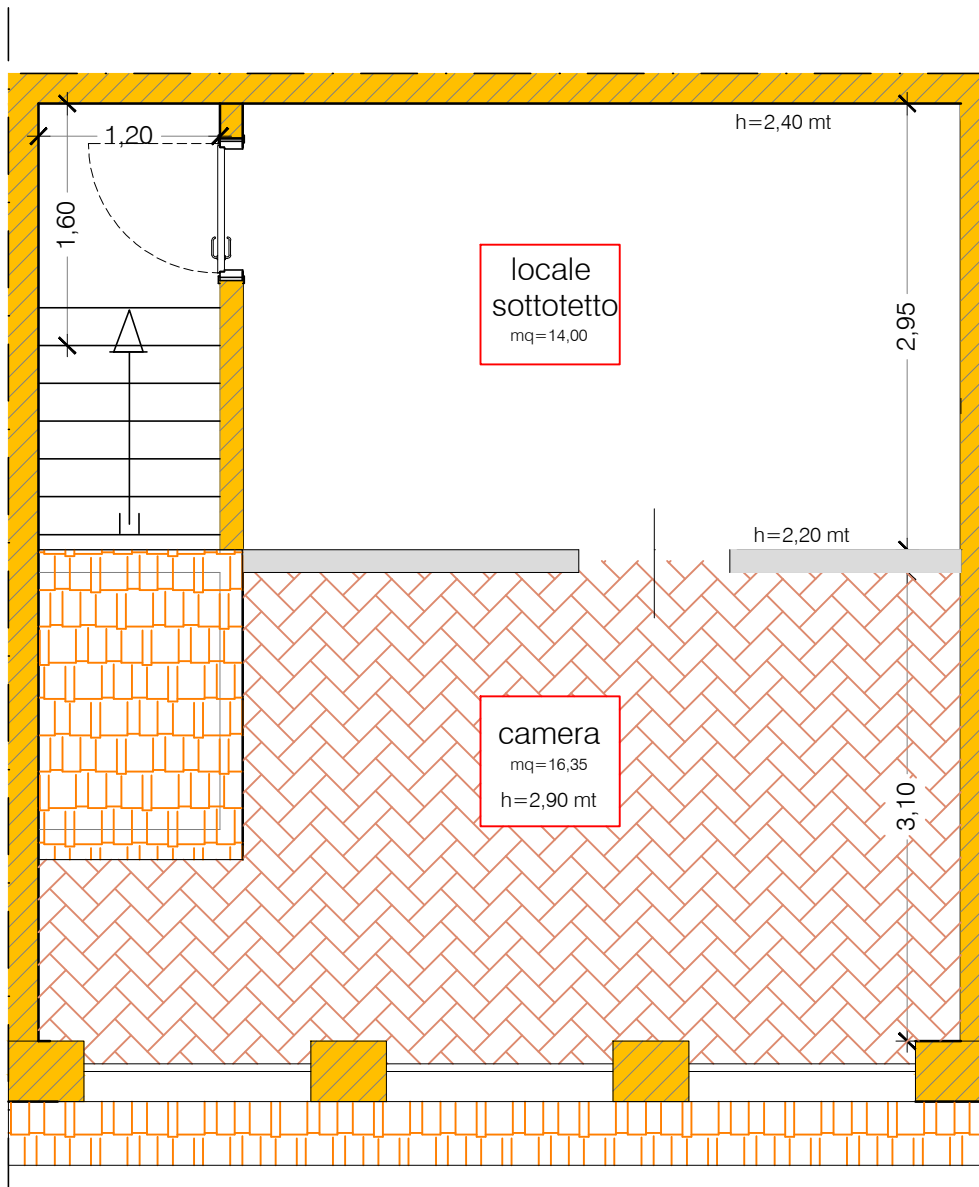 h=2,40 mt
1,20
1,60
locale
sottotetto
mq=14,00
2,95
h=2,20 mt
camera
mq=16,35
h=2,90 mt
3,10